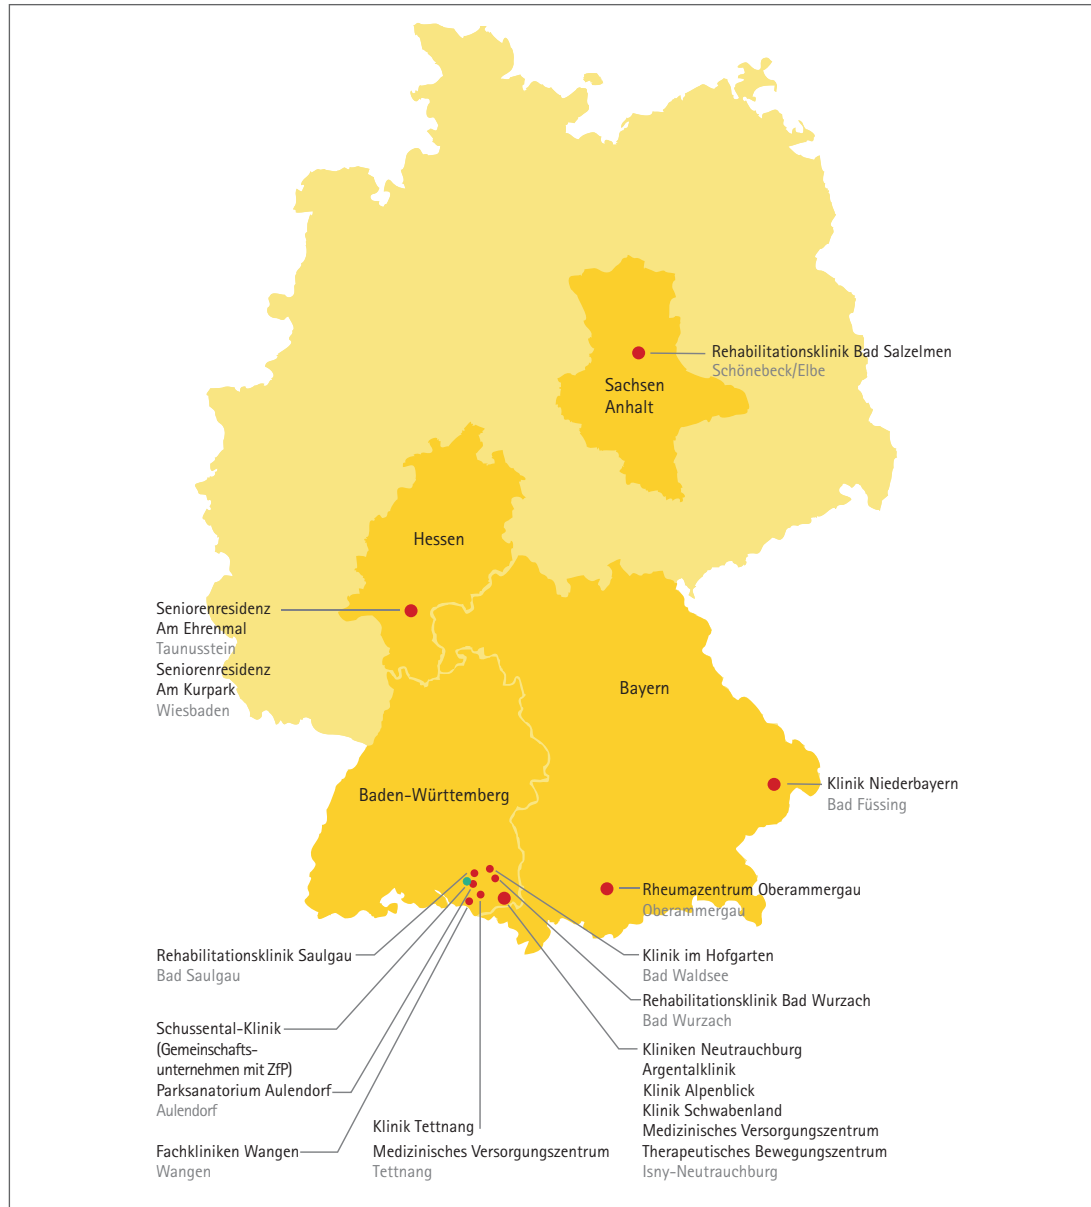 Rehabilitationsklinik Bad Salzelmen
Schönebeck/Elbe
Sachsen
Anhalt
Hessen
Seniorenresidenz
Am Ehrenmal
Taunusstein
Seniorenresidenz
Am Kurpark
Wiesbaden
Bayern
Baden-Württemberg
Klinik Niederbayern
Bad Füssing
Rheumazentrum Oberammergau
Oberammergau
Rehabilitationsklinik Saulgau
Bad Saulgau
Schussental-Klinik
(Gemeinschafts-
unternehmen mit ZfP)
Parksanatorium Aulendorf
Aulendorf
Fachkliniken Wangen
Wangen
Klinik Tettnang
Medizinisches Versorgungszentrum
Tettnang
Klinik im Hofgarten
Bad Waldsee
Rehabilitationsklinik Bad Wurzach
Bad Wurzach
Kliniken Neutrauchburg
Argentalklinik
Klinik Alpenblick
Klinik Schwabenland
Medizinisches Versorgungszentrum
Therapeutisches Bewegungszentrum
Isny-Neutrauchburg